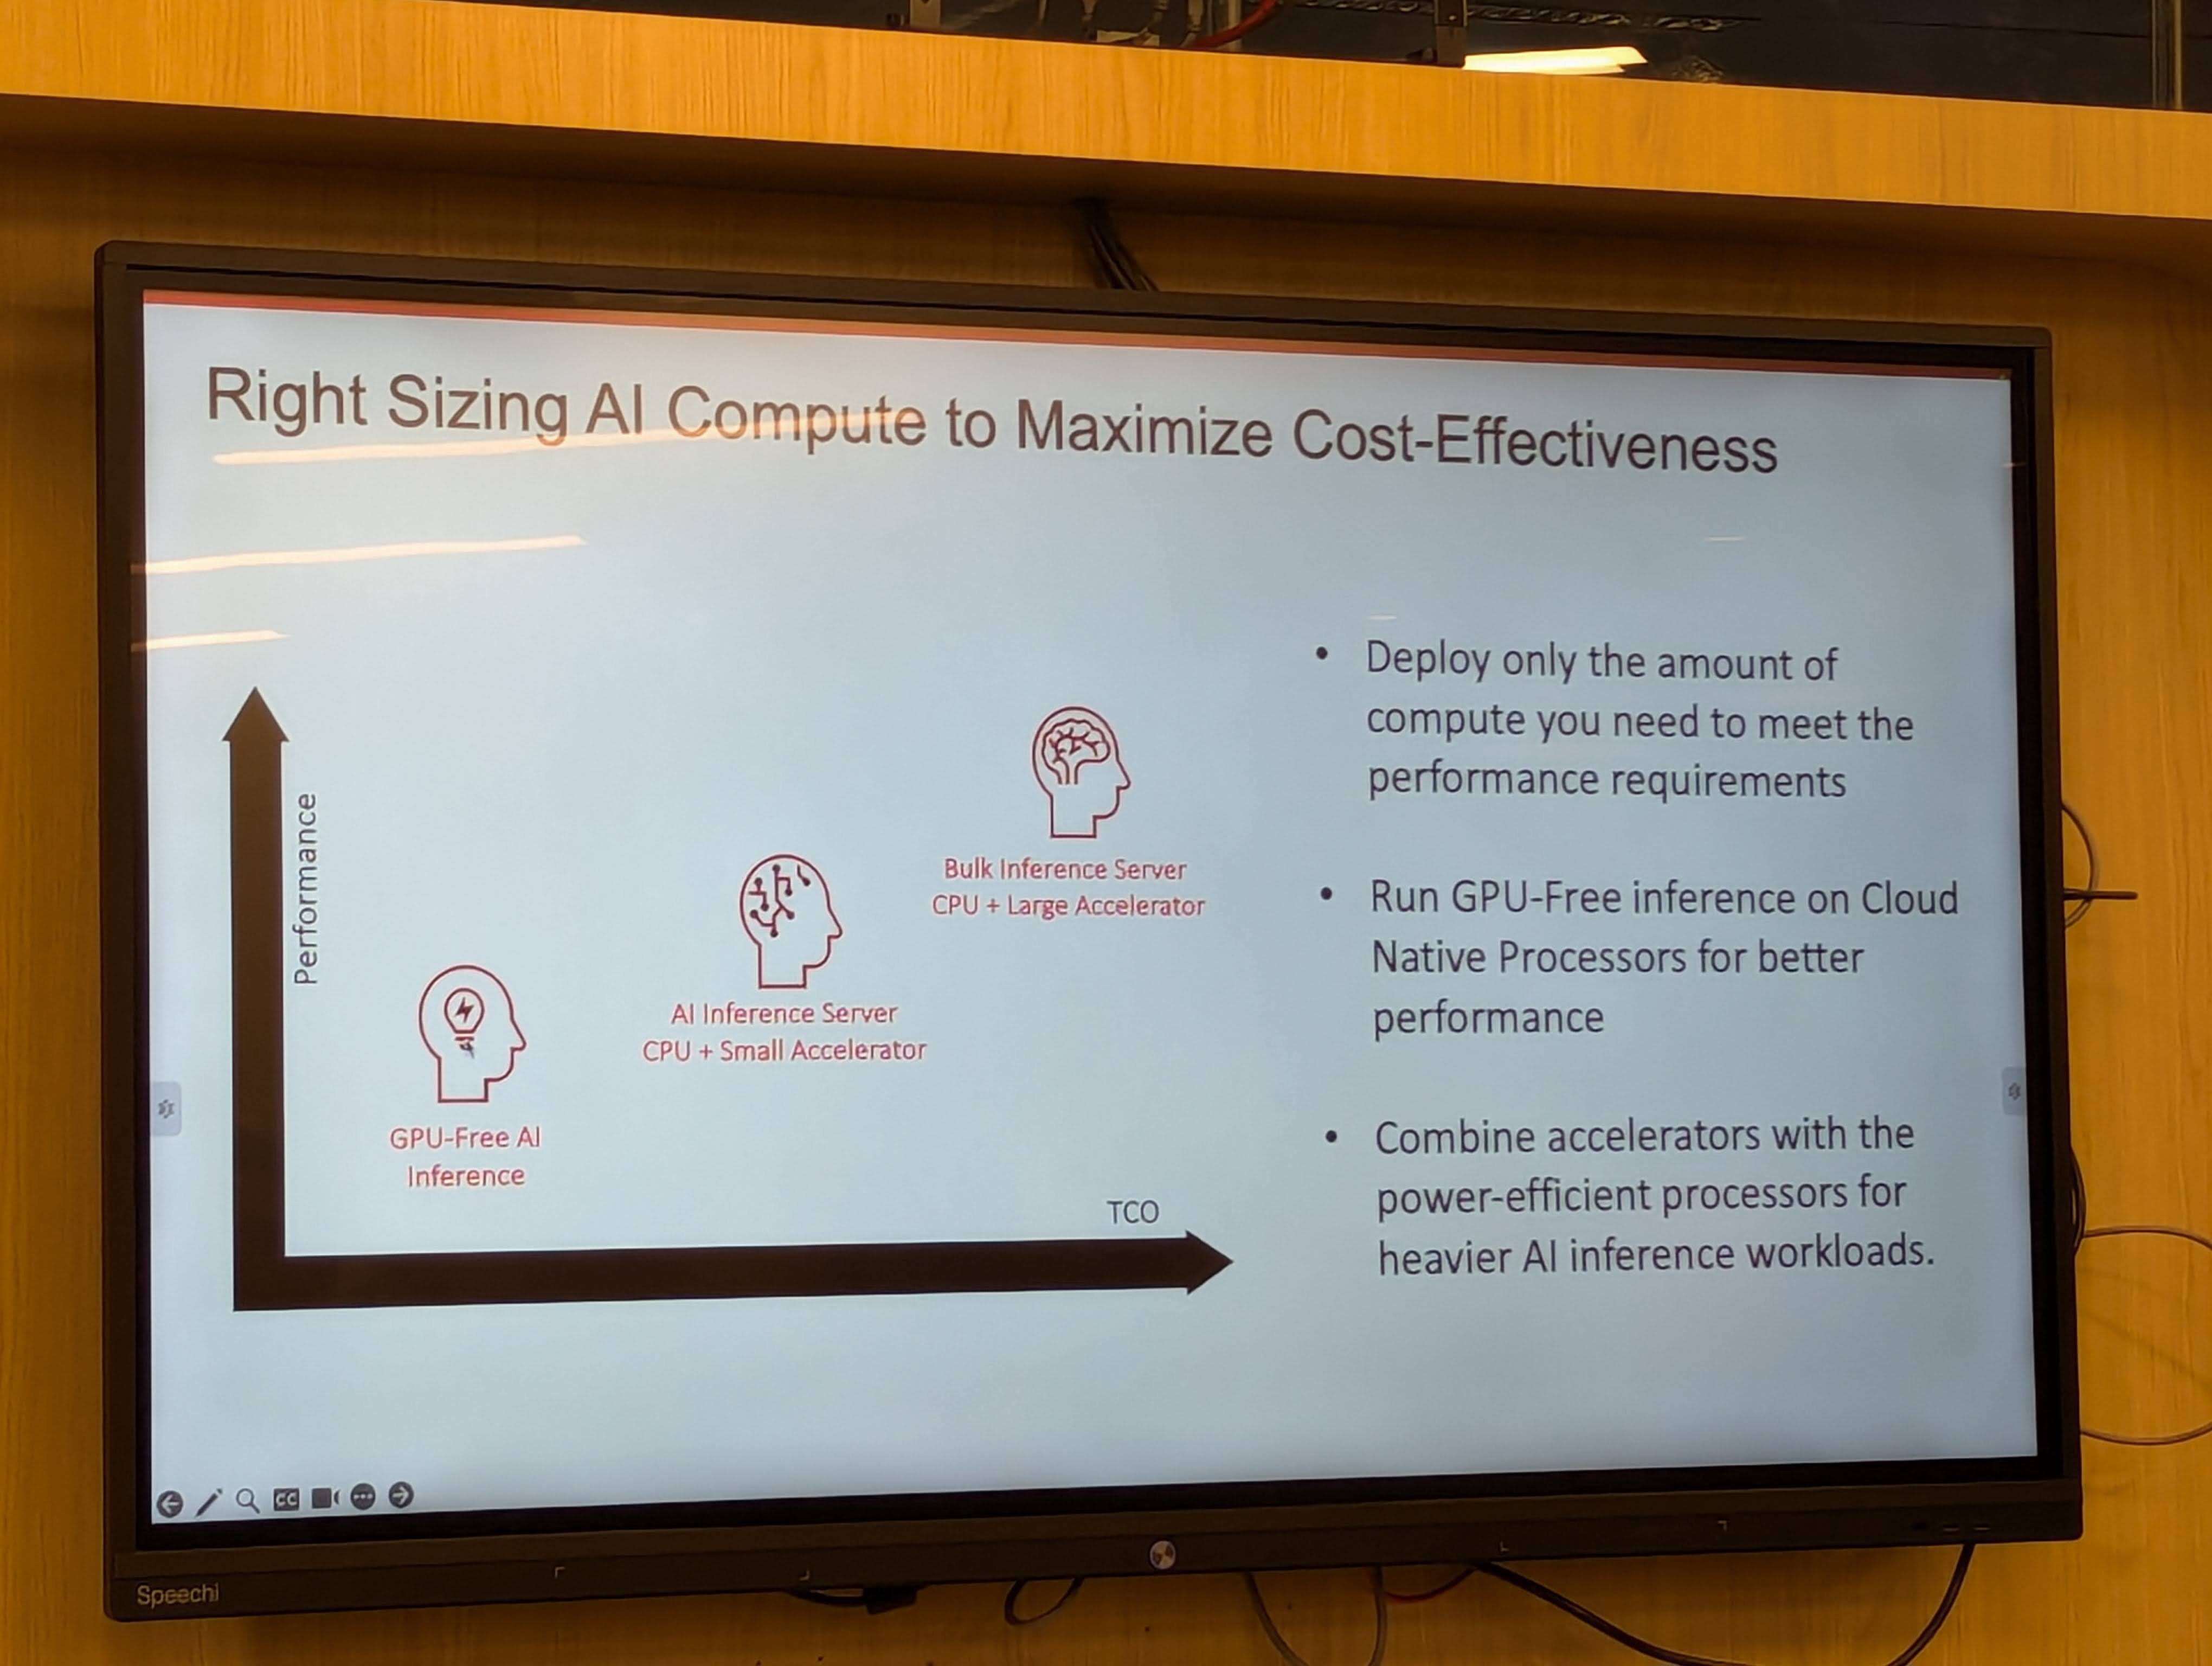 Right Sizing AI Compute to Maximize Cost-Effectiveness
Performance
GPU-Free AI
Inference
AI Inference Server
CPU + Small Accelerator
Bulk Inference Server
CPU + Large Accelerator
TCO
• Deploy only the amount of
compute you need to meet the
performance requirements
• Run GPU-Free inference on Cloud
Native Processors for better
performance
• Combine accelerators with the
power-efficient processors for
heavier AI inference workloads.
CC
Speechi